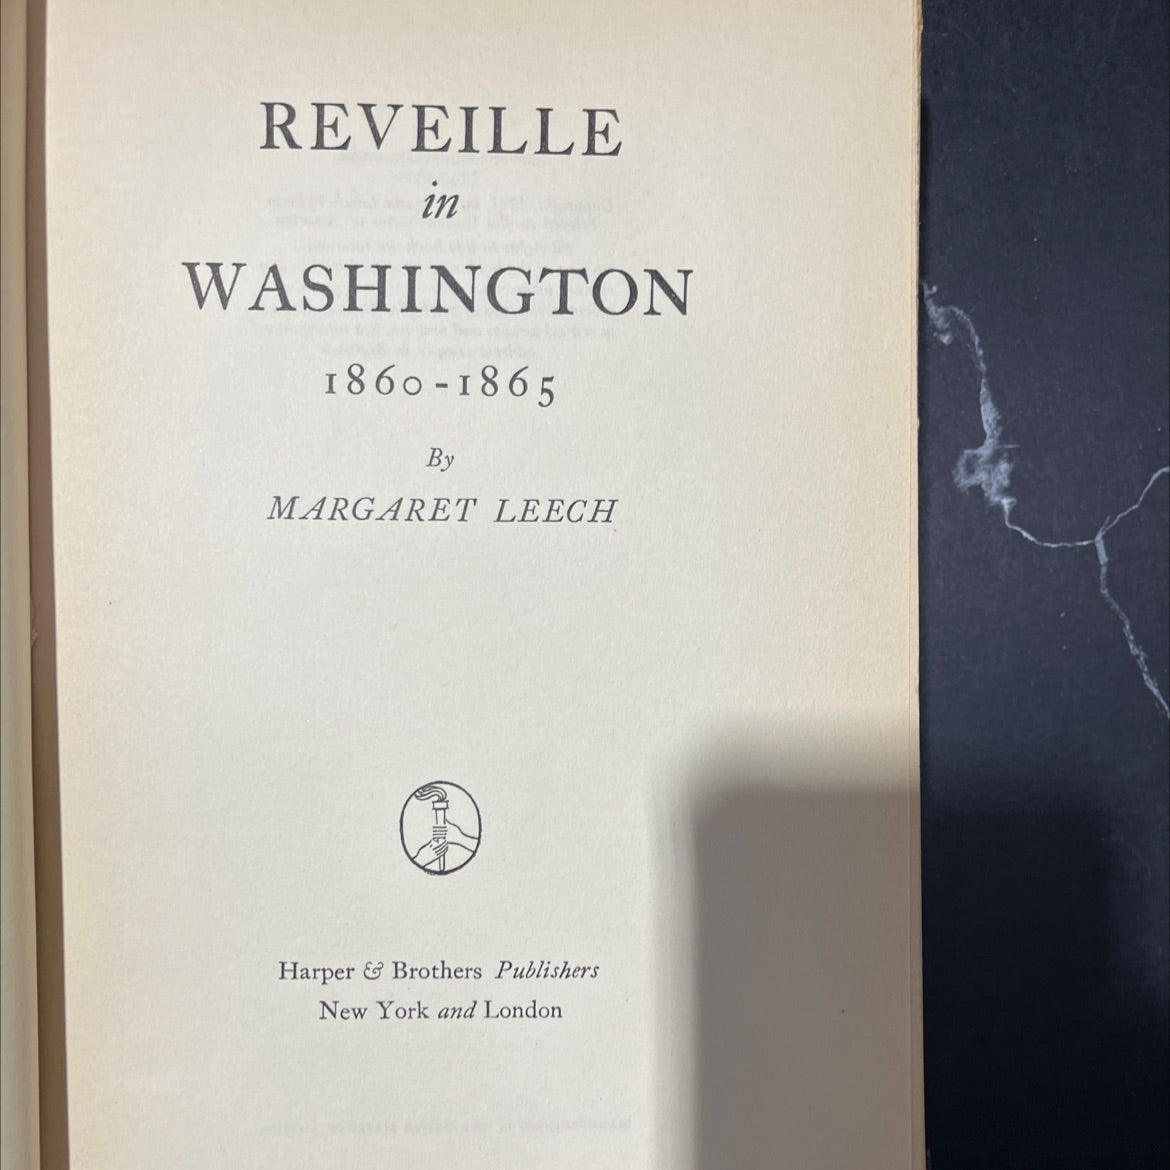 REVEILLE
in
WASHINGTON
1860-1865
By
MARGARET LEECH
Harper & Brothers Publishers
New York and London